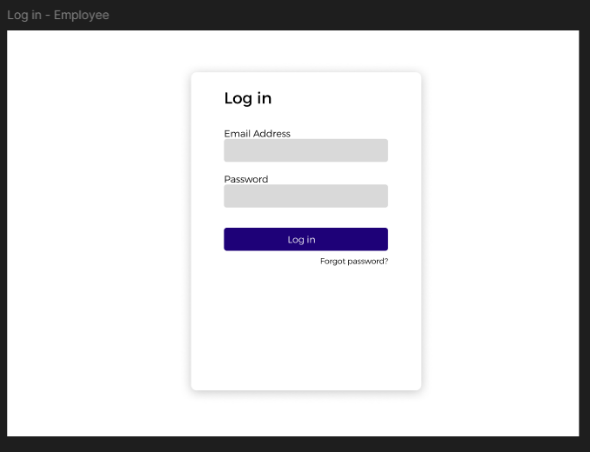 Log in - Employee
Log in
Email Address
Password
Log in
Forgot password?